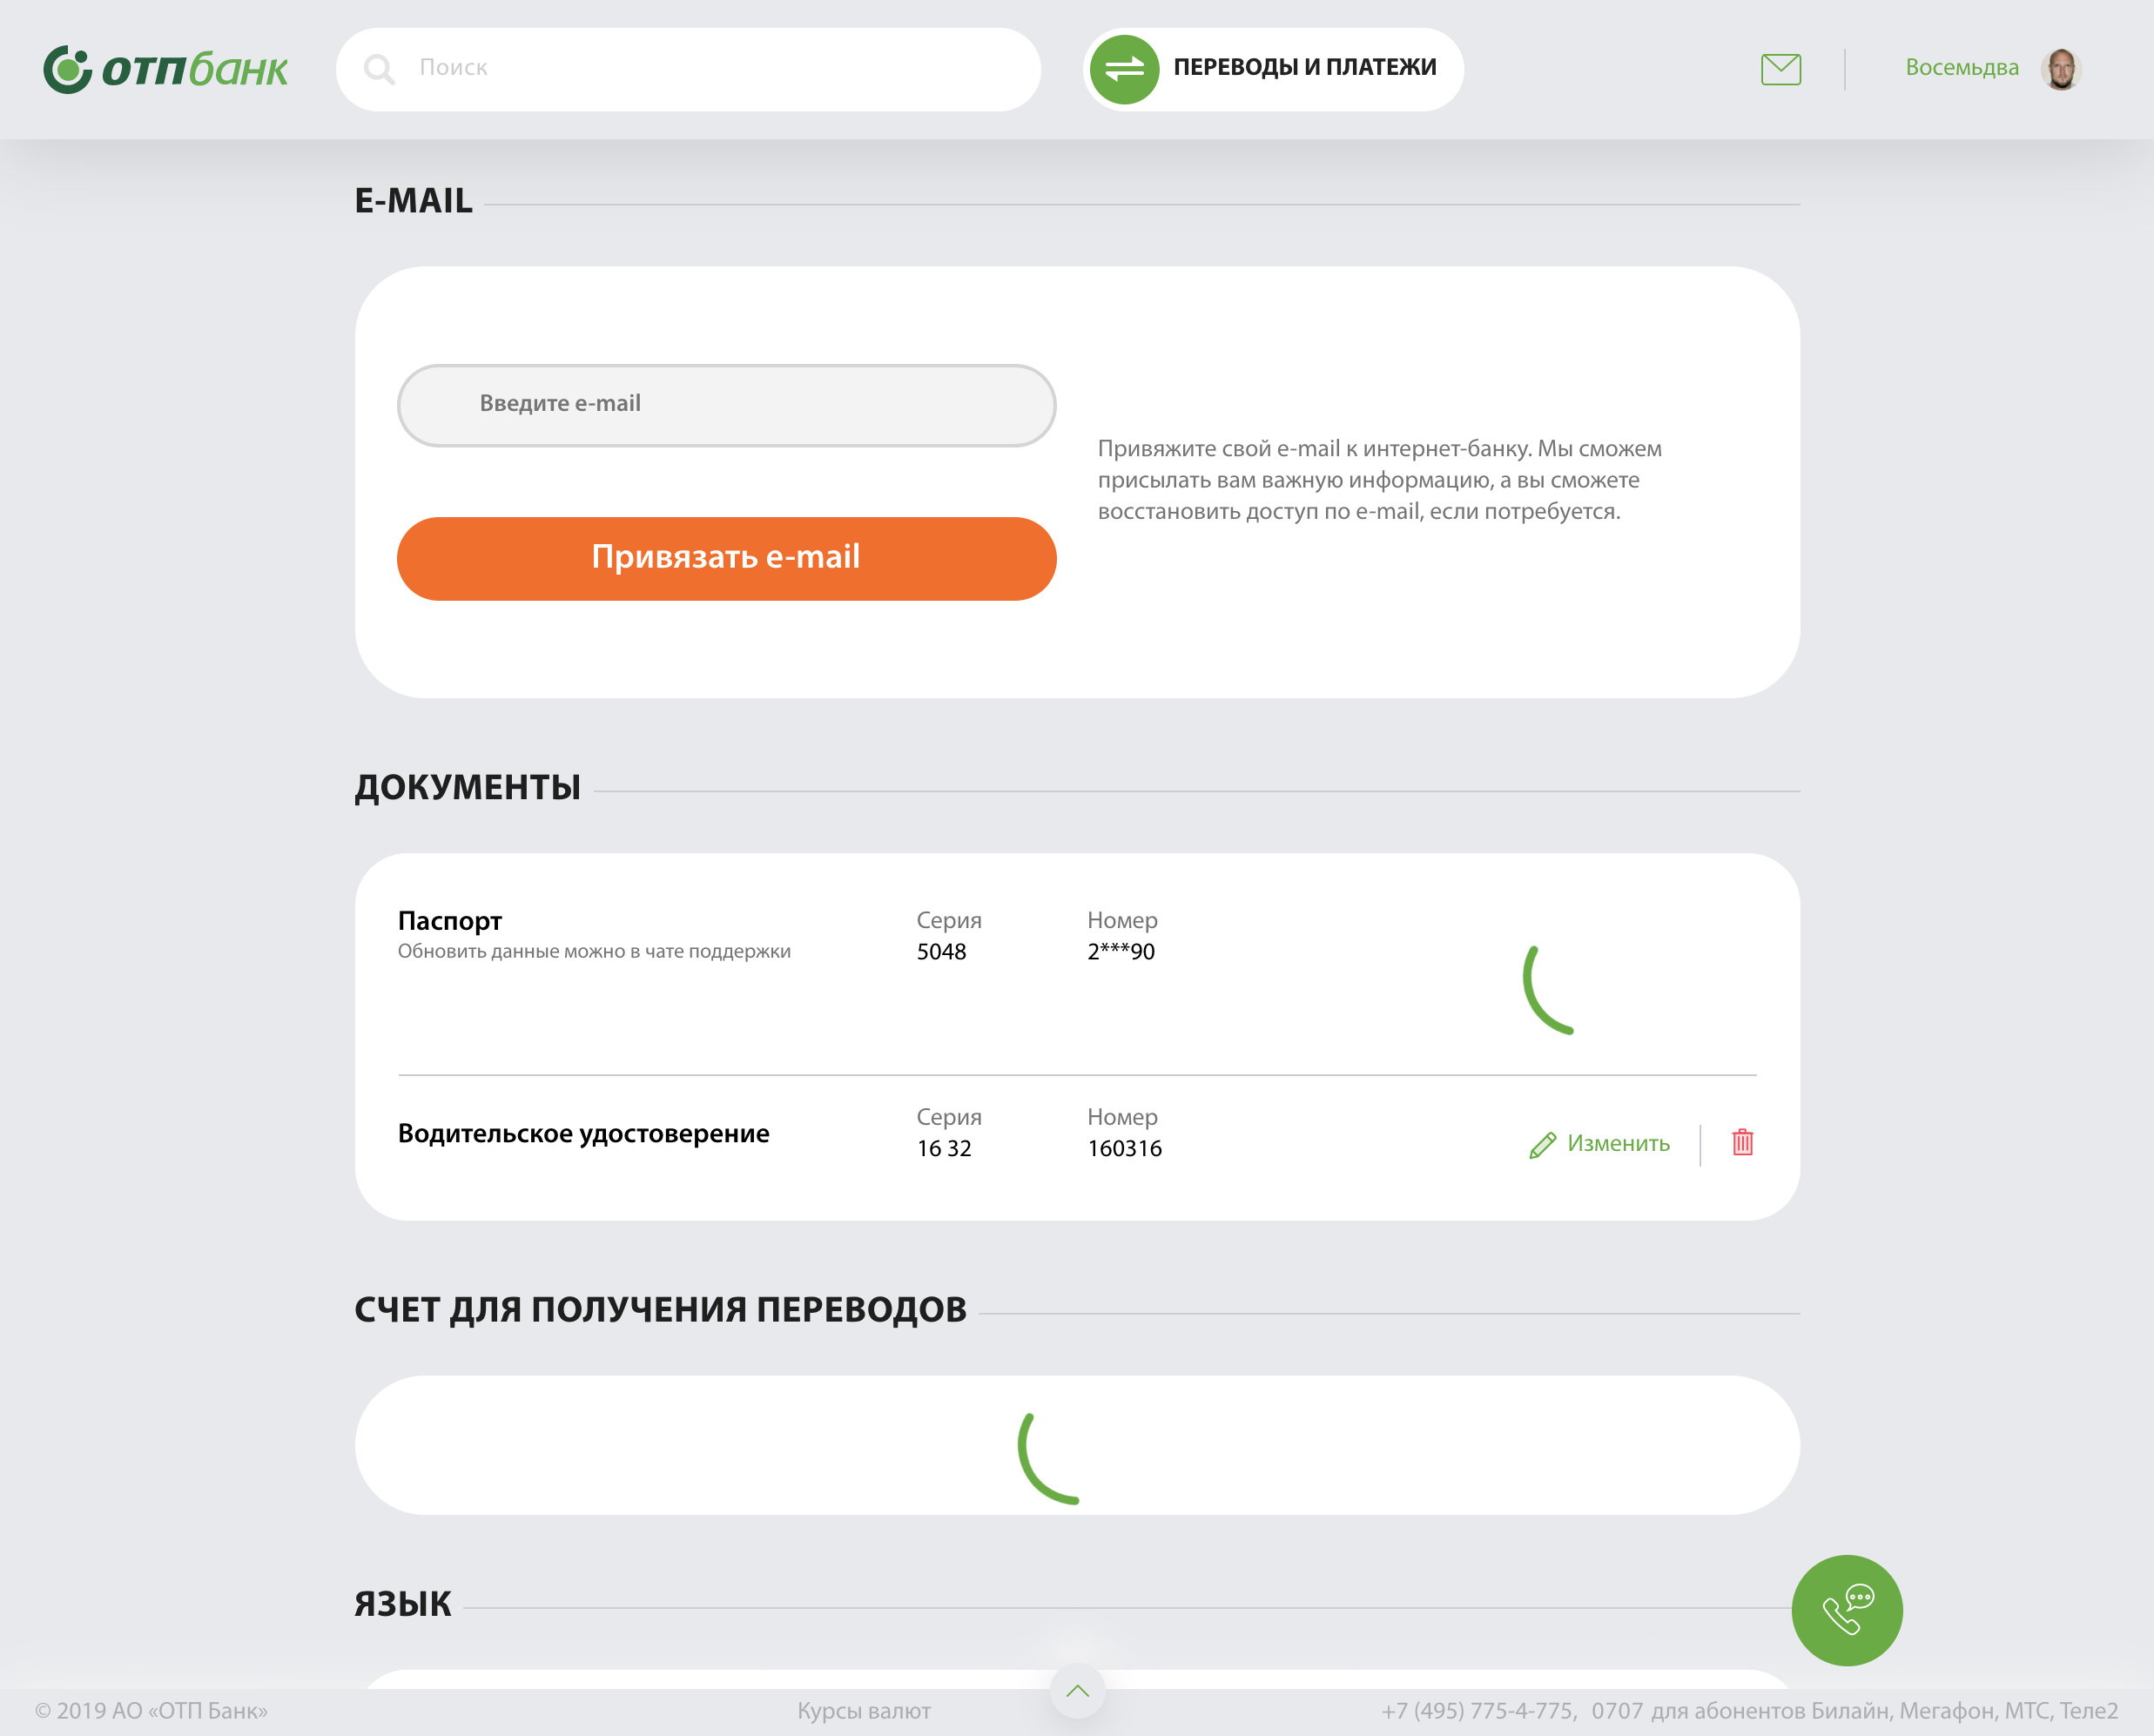 отпбанк
Поиск
ПЕРЕВОДЫ И ПЛАТЕЖИ
Восемьдва
E-MAIL
Введите e-mail
Привязать e-mail
Привяжите свой e-mail к интернет-банку. Мы сможем
присылать вам важную информацию, а вы сможете
восстановить доступ по e-mail, если потребуется.
ДОКУМЕНТЫ
Паспорт
Обновить данные можно в чате поддержки
Серия
5048
Номер
2***90
Водительское удостоверение
Серия
16 32
Номер
160316
Изменить
СЧЕТ ДЛЯ ПОЛУЧЕНИЯ ПЕРЕВОДОВ
ЯЗЫК
© 2019 АО «ОТП Банк»
Курсы валют
+7 (495) 775-4-775, 0707 для абонентов Билайн, Мегафон, МТС, Теле2